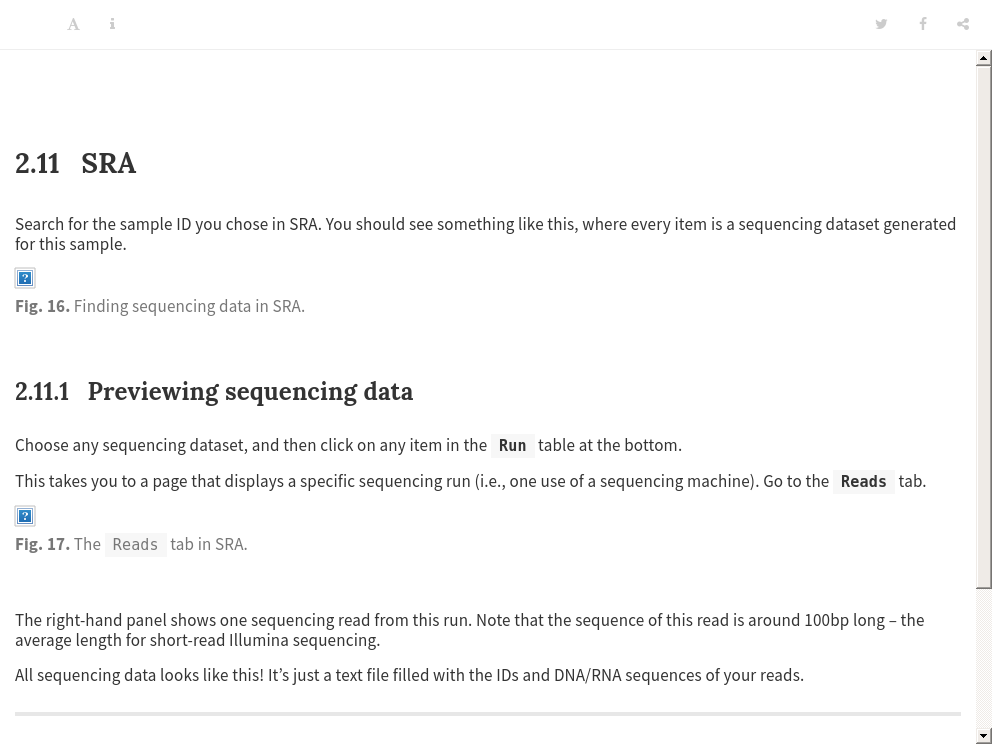 2.11 SRA
Search for the sample ID you chose in SRA. You should see something like this, where every item is a sequencing dataset generated
for this sample.
Fig. 16. Finding sequencing data in SRA.
2.11.1 Previewing sequencing data
Choose any sequencing dataset, and then click on any item in the Run table at the bottom.
This takes you to a page that displays a specific sequencing run (i.e., one use of a sequencing machine). Go to the Reads tab.
Fig. 17. The Reads tab in SRA.
The right-hand panel shows one sequencing read from this run. Note that the sequence of this read is around 100bp long – the
average length for short-read Illumina sequencing.
All sequencing data looks like this! It’s just a text file filled with the IDs and DNA/RNA sequences of your reads.